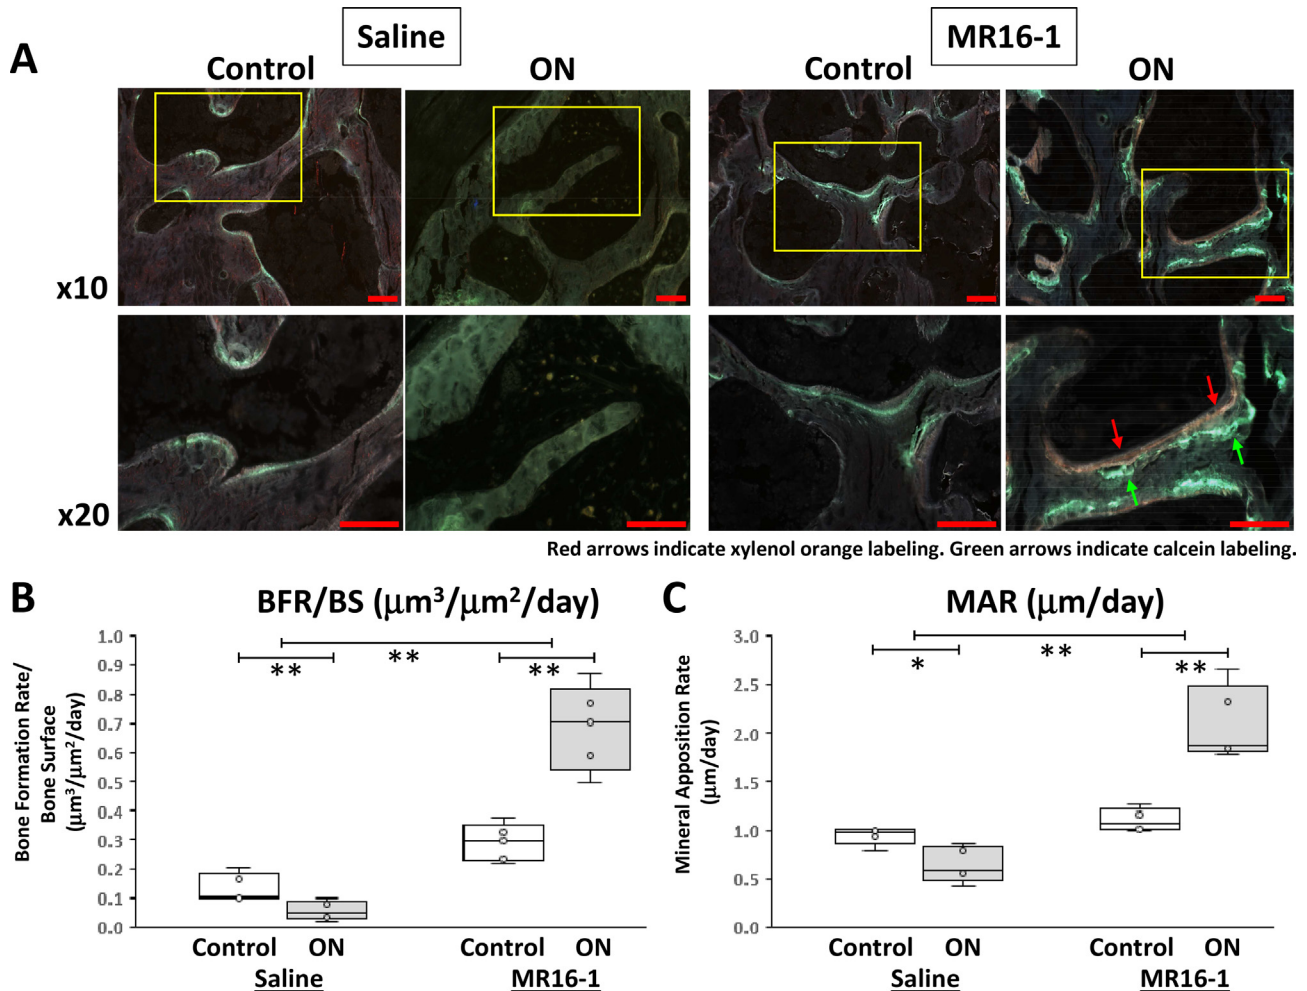 A
Saline
MR16-1
Control
ON
Control
ON
x10
x20
Red arrows indicate xylenol orange labeling. Green arrows indicate calcein labeling.
B
BFR/BS (μm³/μm²/day)
Bone Formation Rate/
Bone Surface
(μm³/μm²/day)
1.0
0.9
0.8
0.7
0.6
0.5
0.4
0.3
0.2
0.1
0.0
**
**
**
Control
ON
Control
ON
Saline
MR16-1
C
MAR (μm/day)
Mineral Apposition Rate
(μm/day)
3.0
2.5
2.0
1.5
1.0
0.5
0.0
*
**
**
Control
ON
Control
ON
Saline
MR16-1